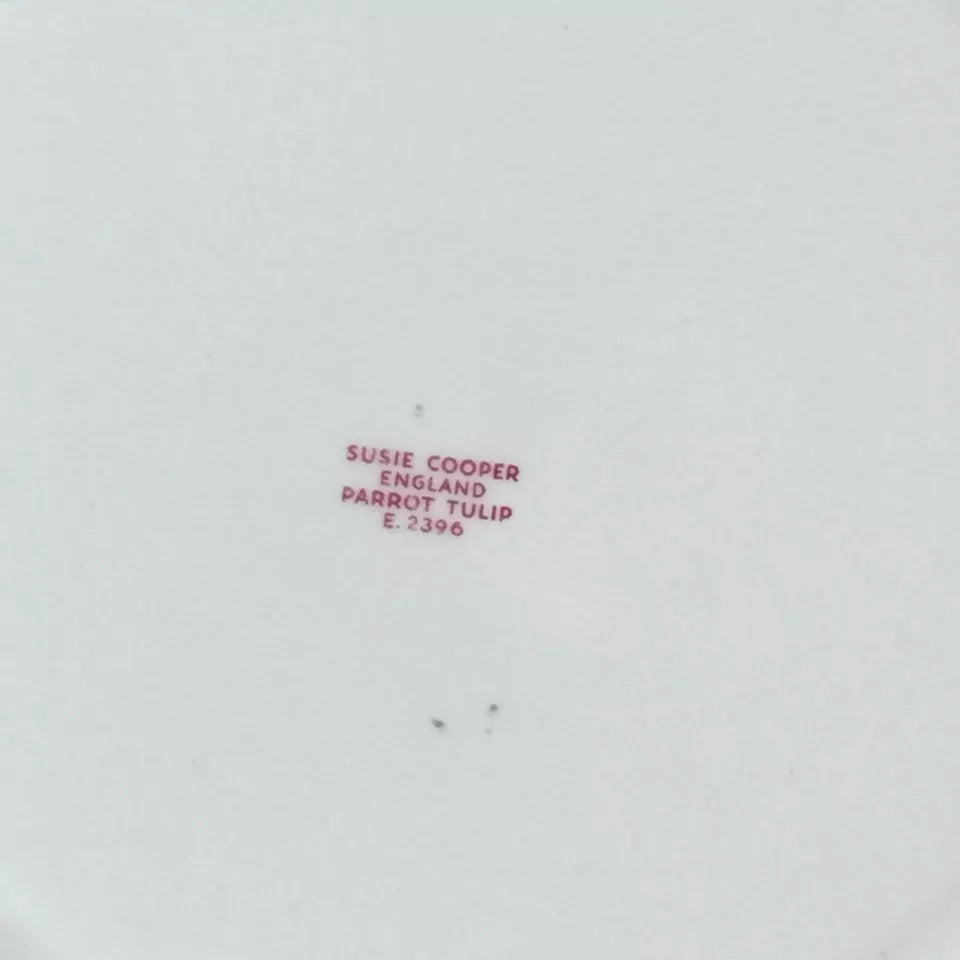 SUSIE COOPER
ENGLAND
PARROT TULIP
E. 2396